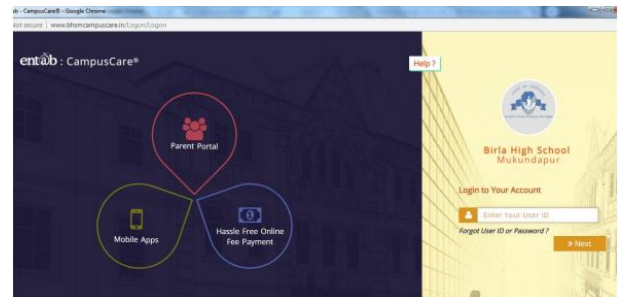 ab - CampusCare® - Google Chrome
Not secure | www.bhsmcampuscare.in/Logon/Logon
entab : CampusCare®
Help ?
Parent Portal
Mobile Apps
Hassle Free Online
Fee Payment
Birla High School
Mukundapur
Login to Your Account
Enter Your User ID
Forgot User ID or Password ?
» Next